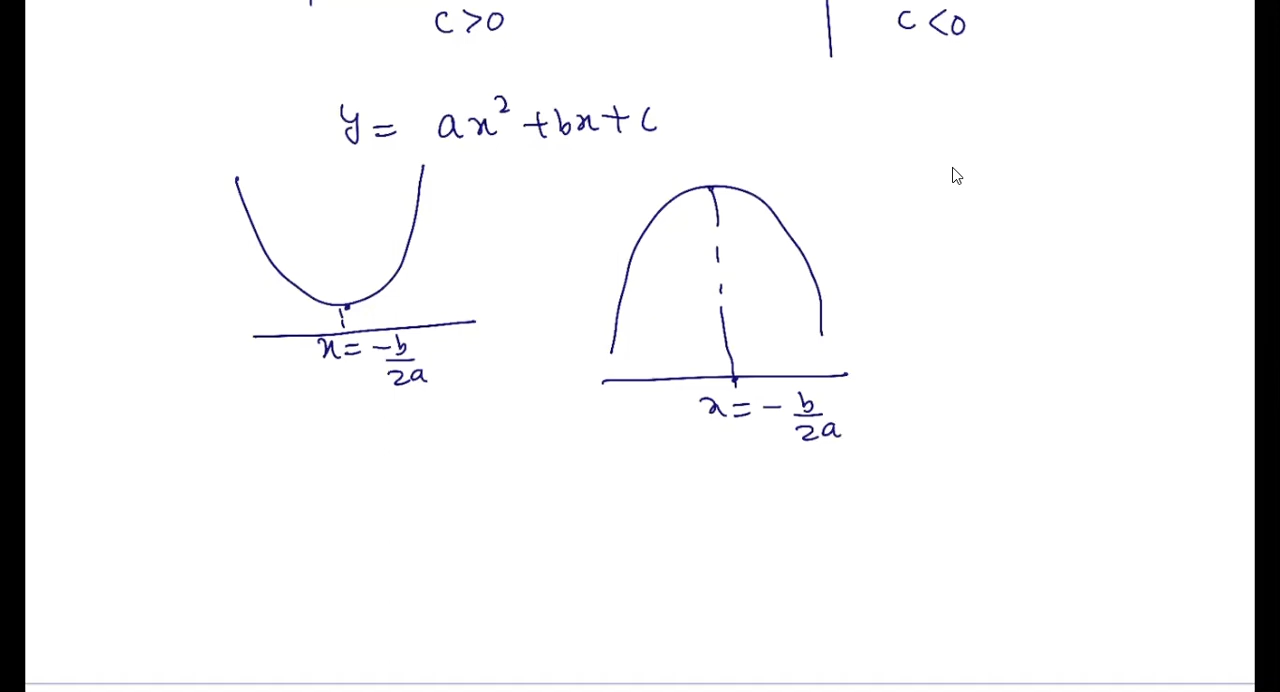 C >0
C <0
y = ax² + bx + c
x = -b/2a
x = - b/2a